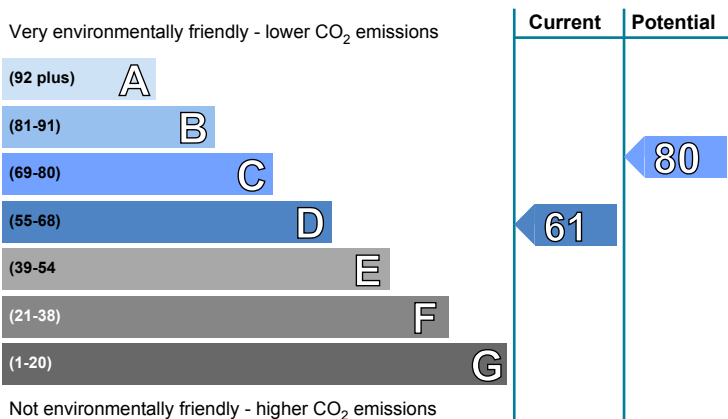 Current Potential
Very environmentally friendly - lower CO₂ emissions
(92 plus) A
(81-91) B
(69-80) C
80
(55-68) D
61
(39-54 E
(21-38) F
(1-20) G
Not environmentally friendly - higher CO₂ emissions